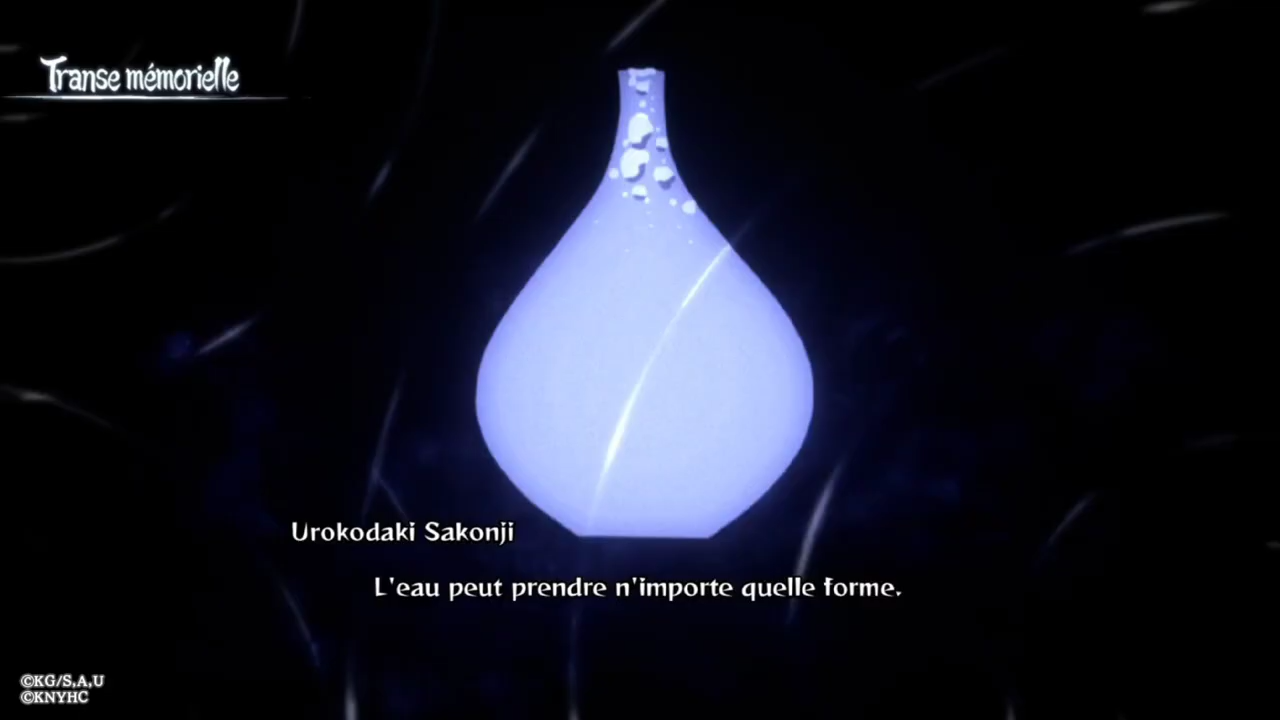 Transe mémorielle
Urokodaki Sakonji
L'eau peut prendre n'importe quelle forme.
©KG/S,A,U
©KNYHC